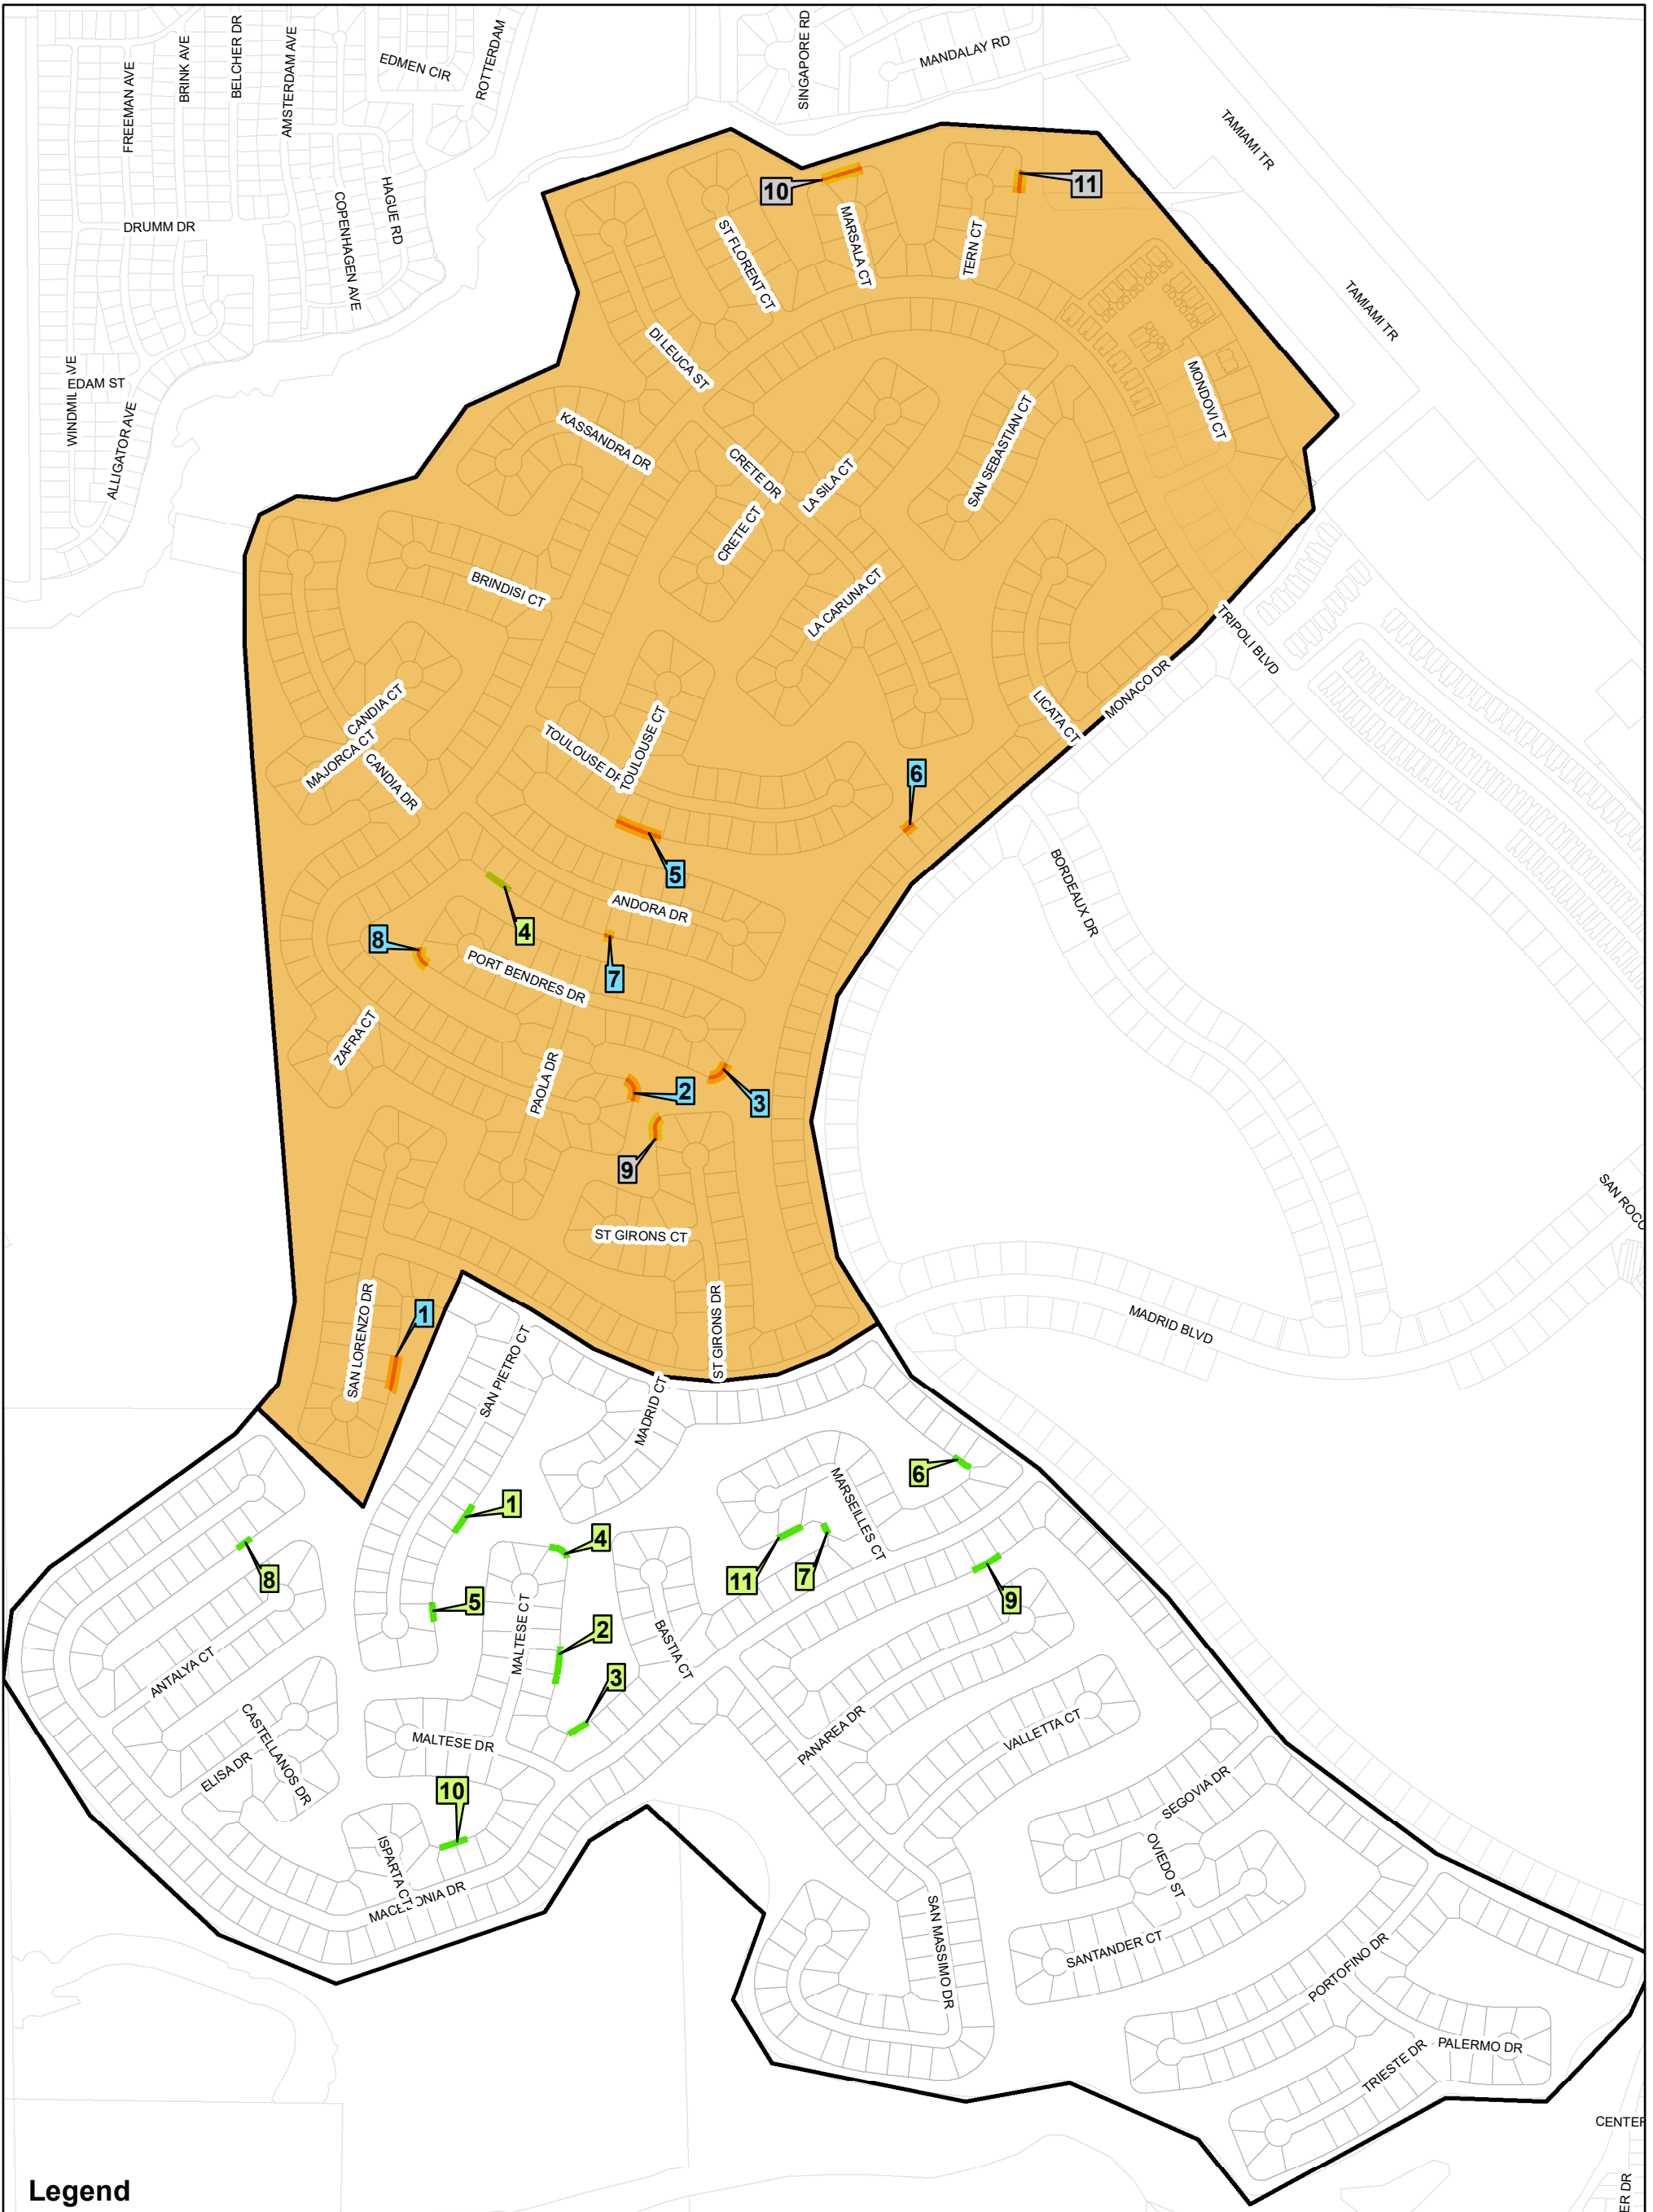 SINGAPORE RD
MANDALAY RD
EDMEN CIR
ROTTERDAM
BELCHER DR
BRINK AVE
AMSTERDAM AVE
FREEMAN AVE
TAMIAMI TR
HAGUE RD
COPENHAGEN AVE
DRUMM DR
10
11
ST FLORENT CT
MARSALA CT
TERN CT
TAMIAMI TR
DI LEUCA ST
EDAM ST
ALLIGATOR AVE
MONDOVI CT
KASSANDRA DR
CRETE DR
LA SILA CT
SAN SEBASTIAN CT
CRETE CT
BRINDISI CT
LA CARUNA CT
TRIPOLI BLVD
MONACO DR
LICATA CT
CANDIA CT
MAJORCA CT
CANDIA DR
TOULOUSE CT
6
5
BORDEAUX DR
ANDORA DR
4
8
PORT BENDRES DR
7
ZAFRA CT
PAOLA DR
2
3
9
ST GIRONS CT
SAN LORENZO DR
1
ST GIRONS DR
MADRID BLVD
SAN PIETRO CT
MADRID CT
MARSEILLES CT
6
1
4
11
7
8
5
9
MALTESE CT
2
BASTIA CT
3
ANTALYA CT
CASTELLANOS DR
ELISA DR
MALTESE DR
PANAREA DR
VALLETTA CT
10
SEGOVIA DR
OVIEDO ST
ISPARTA CT
SAN MASSIMO DR
SANTANDER CT
PORTOFINO DR
PALERMO DR
TRIESTE DR
CENTER
ER DR
Legend